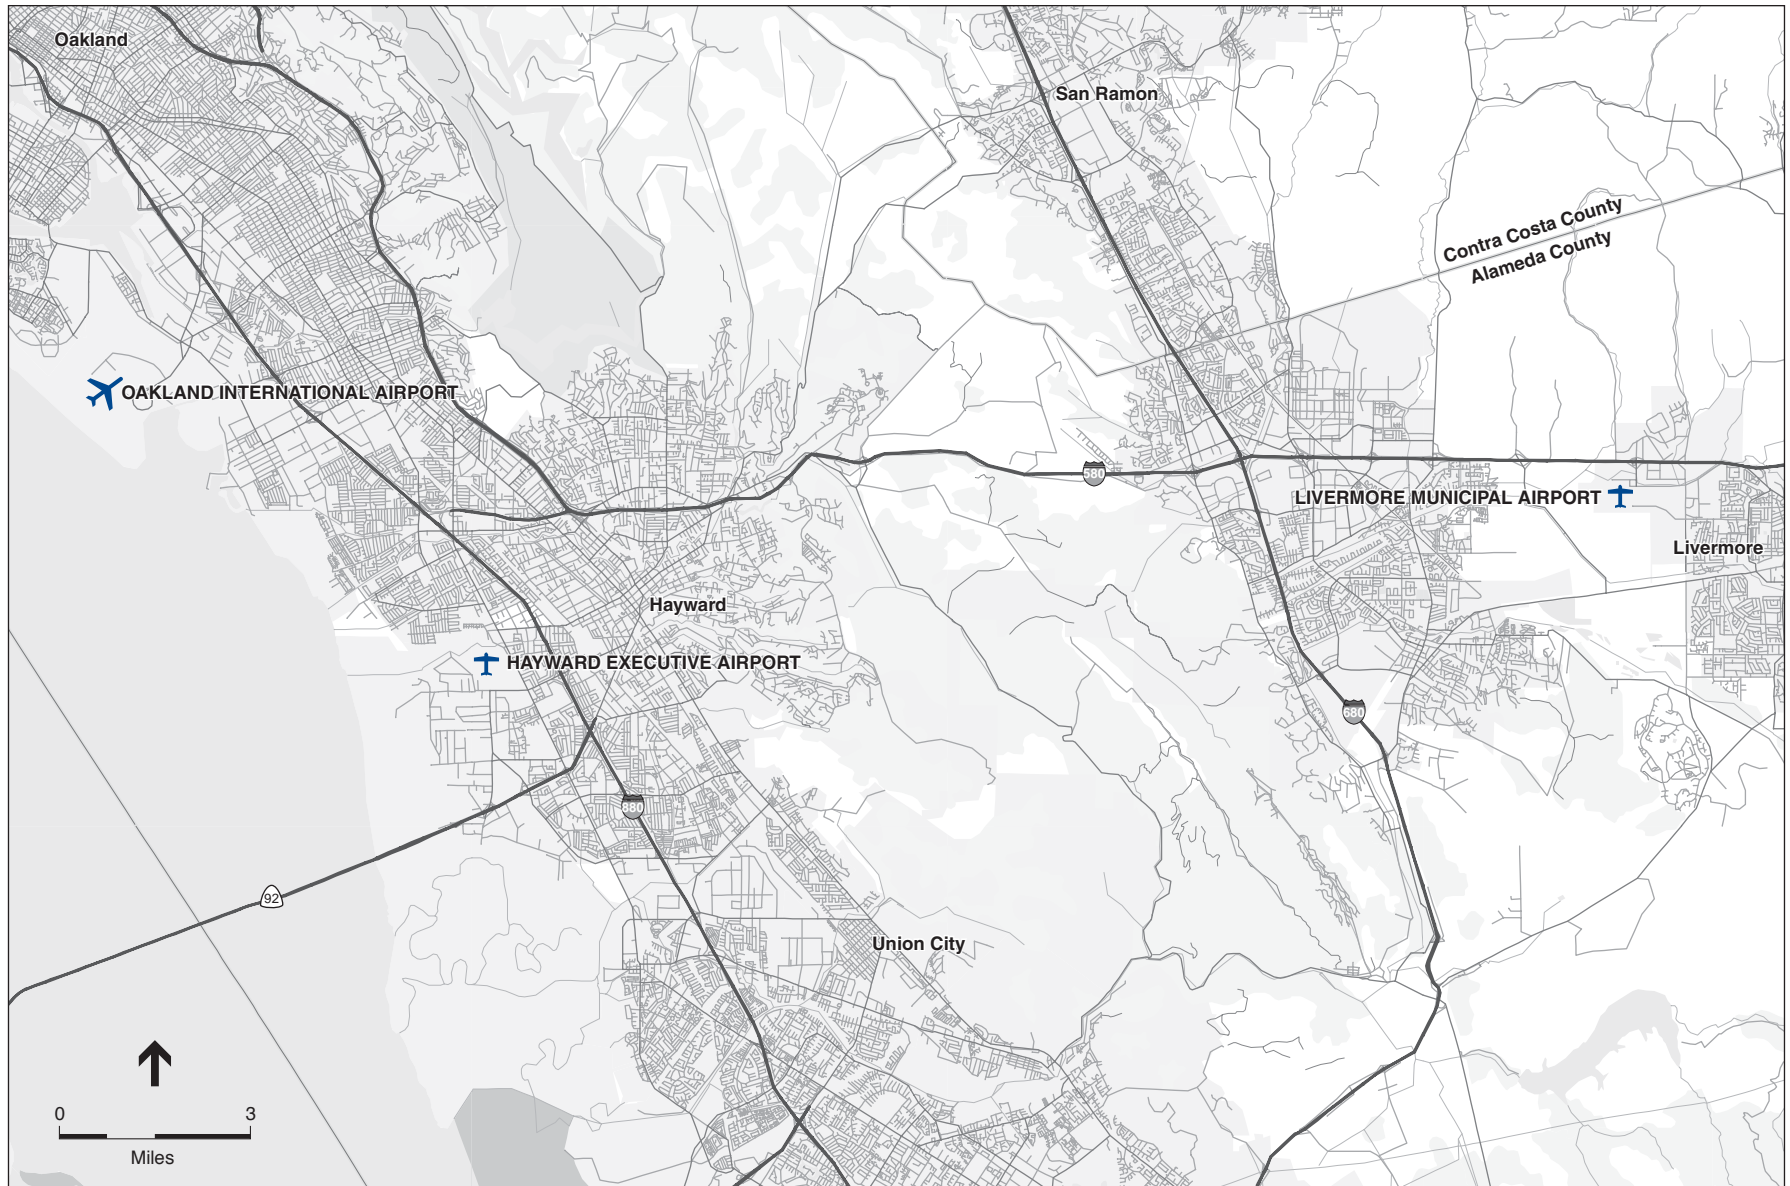 Oakland
San Ramon
Contra Costa County
Alameda County
OAKLAND INTERNATIONAL AIRPORT
580
LIVERMORE MUNICIPAL AIRPORT
Livermore
Hayward
HAYWARD EXECUTIVE AIRPORT
680
880
92
Union City
0 3
Miles